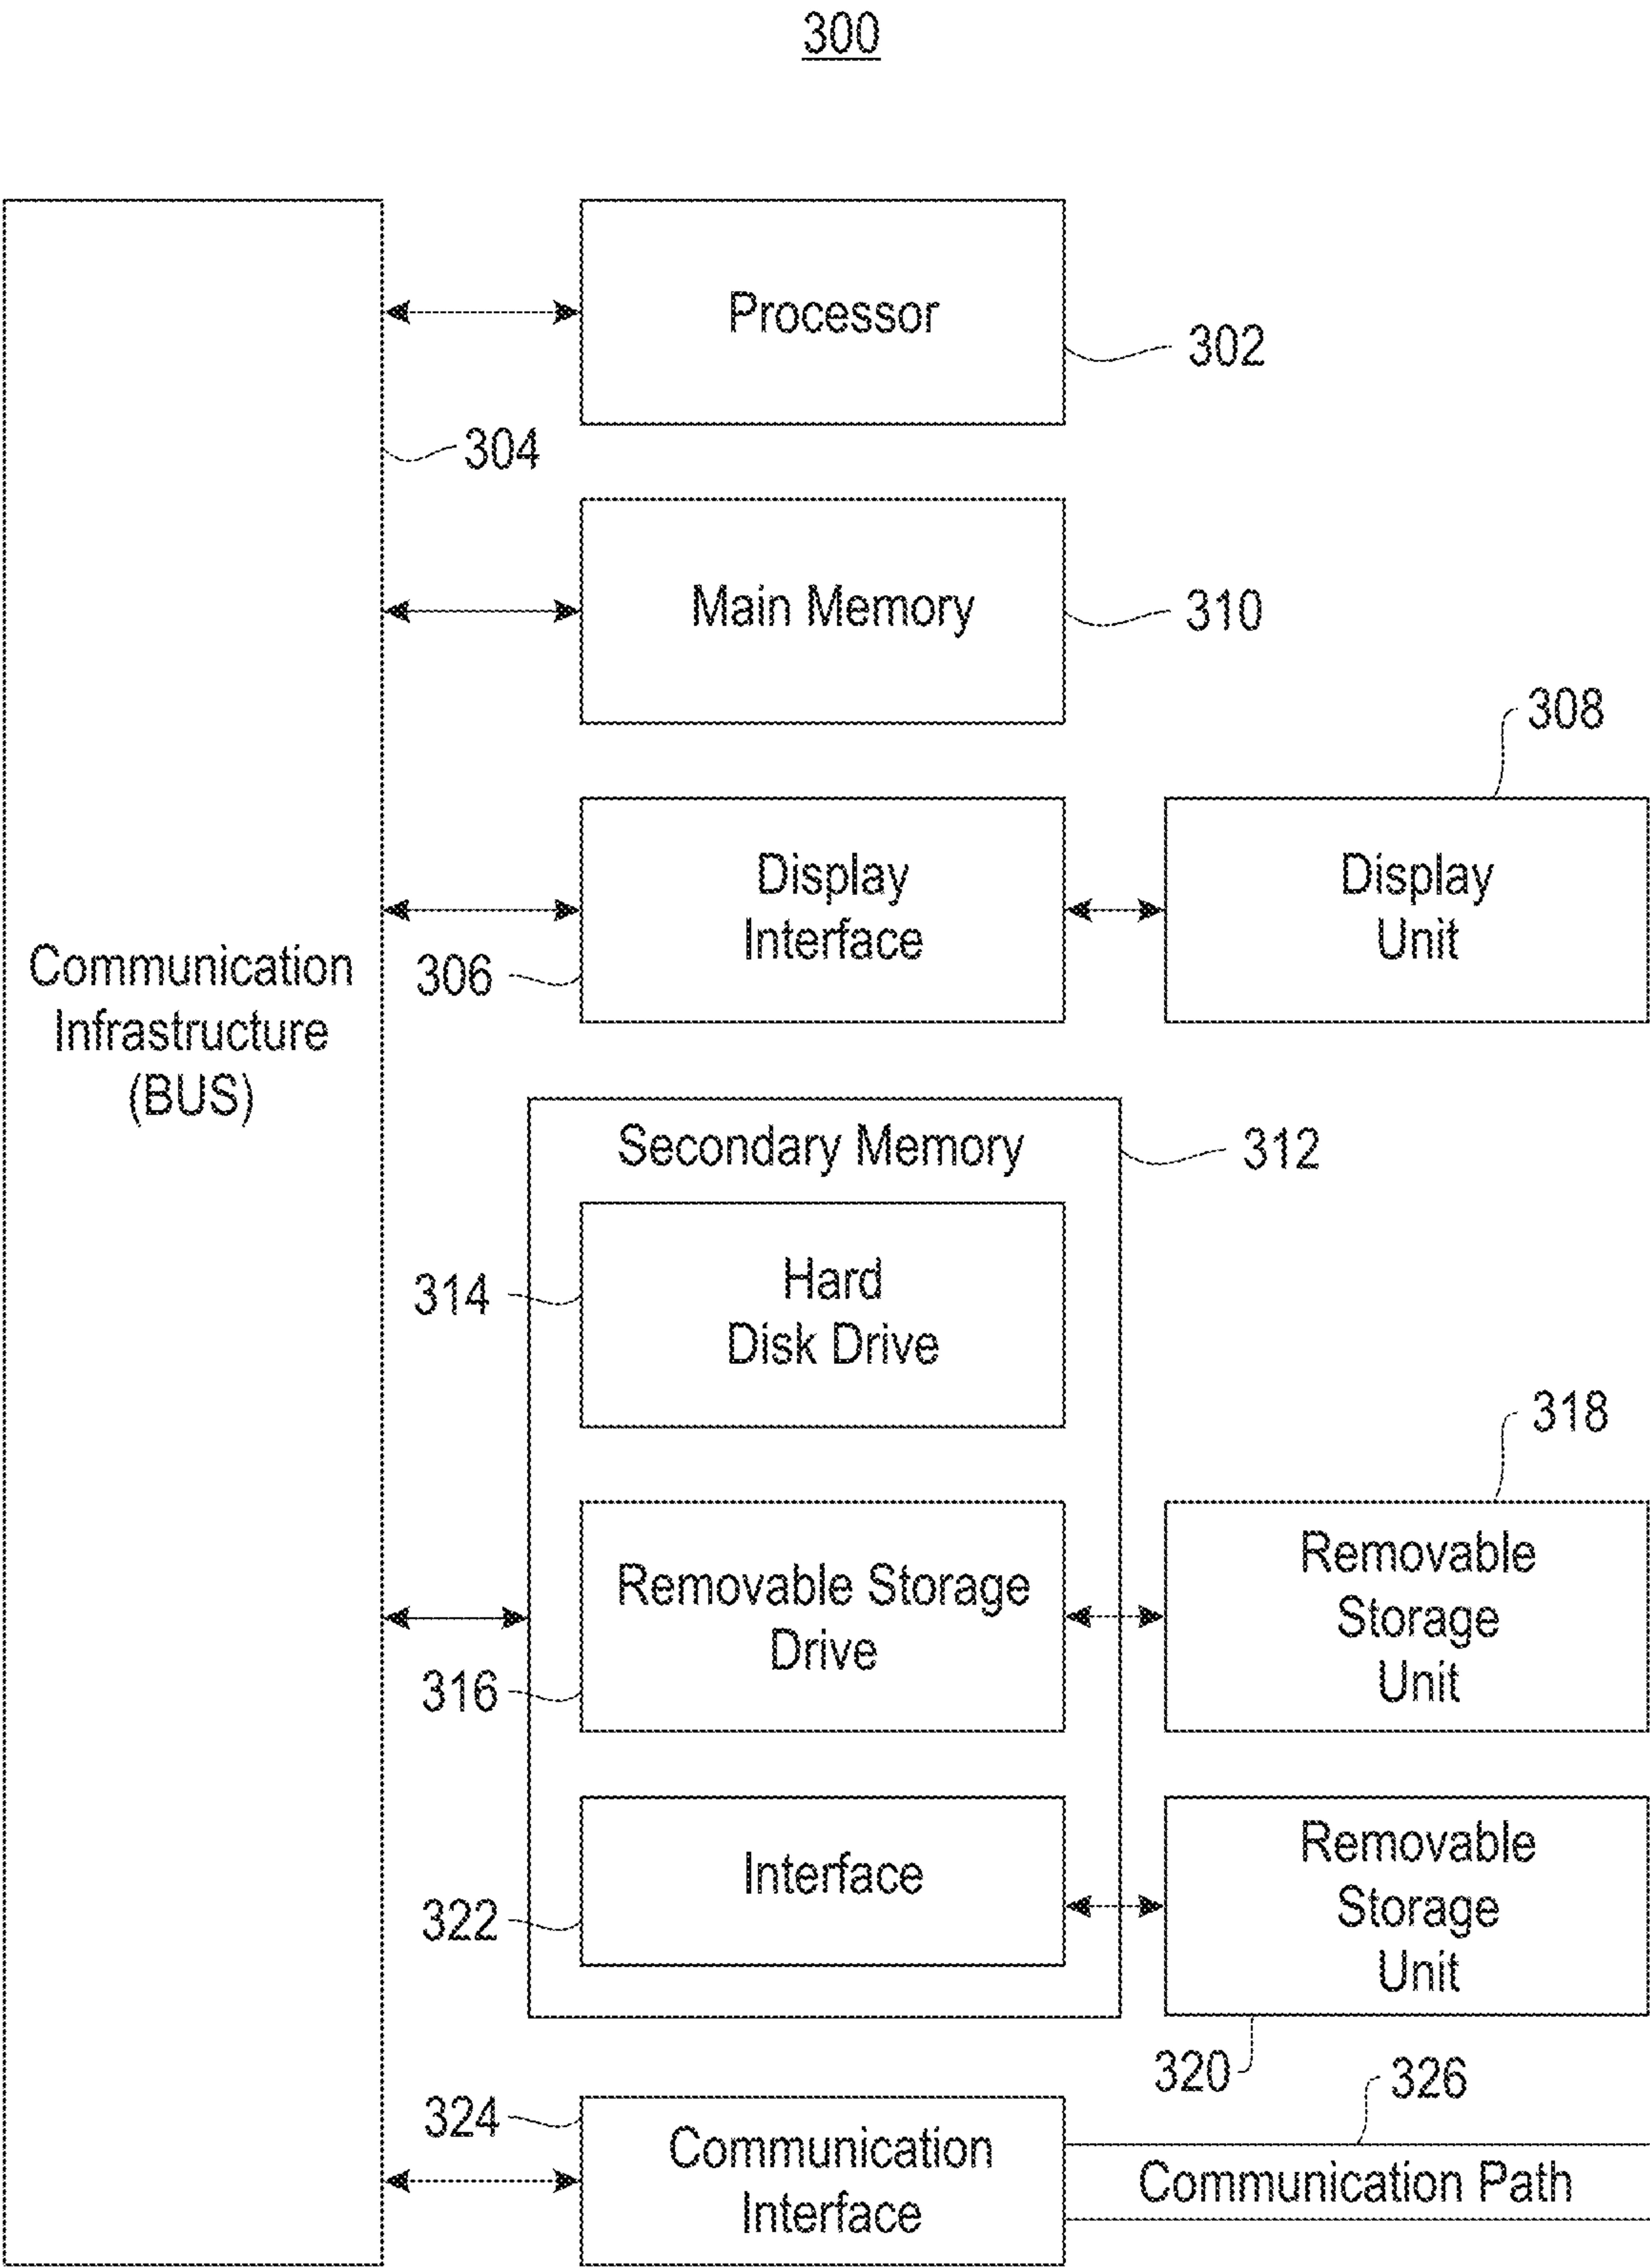 300
Processor
302
304
Main Memory
310
308
Display
Interface
306
Display
Unit
Communication
Infrastructure
(BUS)
Secondary Memory
312
Hard
Disk Drive
314
318
Removable Storage
Drive
316
Removable
Storage
Unit
Interface
322
Removable
Storage
Unit
320
326
324
Communication
Interface
Communication Path